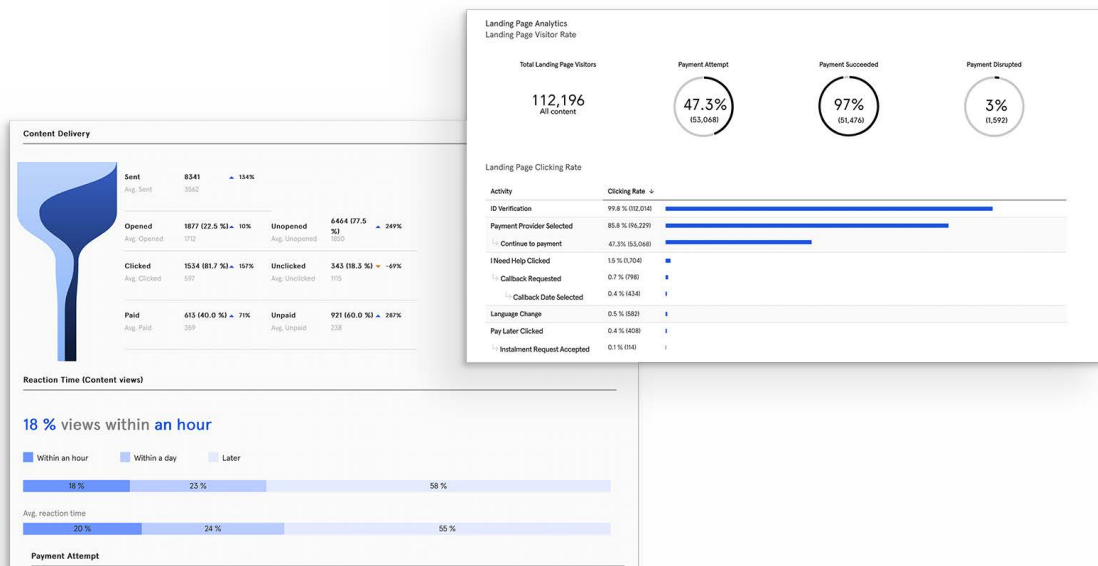 Landing Page Analytics
Landing Page Visitor Rate
Total Landing Page Visitors
112,196
All content
Payment Attempt
47.3%
(53,068)
Payment Succeeded
97%
(51,476)
Payment Disrupted
3%
(1,592)
Landing Page Clicking Rate
Activity Clicking Rate ↓
ID Verification 99.8 % (112,014)
Payment Provider Selected 85.8 % (96,229)
Continue to payment 47.3% (53,068)
I Need Help Clicked 1.5 % (1,704)
Callback Requested 0.7 % (798)
Callback Date Selected 0.4 % (434)
Language Change 0.5 % (582)
Pay Later Clicked 0.4 % (408)
Instalment Request Accepted 0.1 % (114)
Content Delivery
Sent 8341 ▲ 134%
Avg. Sent 3562
Opened 1877 (22.5 %) ▲ 10% Unopened 6464 (77.5 %) ▲ 249%
Avg. Opened 1712 Avg. Unopened 1850
Clicked 1534 (81.7 %) ▲ 157% Unclicked 343 (18.3 %) ▼ -69%
Avg. Clicked 597 Avg. Unclicked 1115
Paid 613 (40.0 %) ▲ 71% Unpaid 921 (60.0 %) ▲ 287%
Avg. Paid 359 Avg. Unpaid 238
Reaction Time (Content views)
18 % views within an hour
Within an hour Within a day Later
18 % 23 % 58 %
Avg. reaction time
20 % 24 % 55 %
Payment Attempt